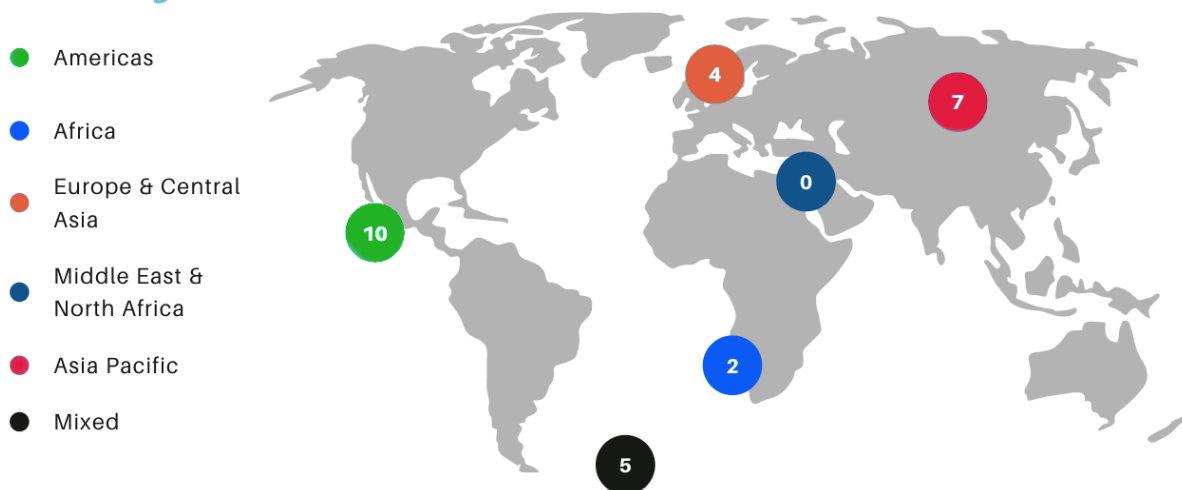 Americas
Africa
Europe & Central
Asia
Middle East &
North Africa
Asia Pacific
Mixed
4
7
0
10
2
5